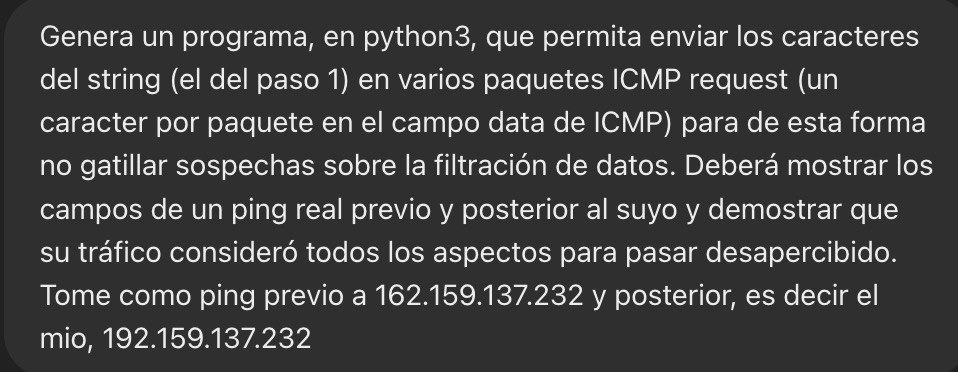 Genera un programa, en python3, que permita enviar los caracteres
del string (el del paso 1) en varios paquetes ICMP request (un
caracter por paquete en el campo data de ICMP) para de esta forma
no gatillar sospechas sobre la filtración de datos. Deberá mostrar los
campos de un ping real previo y posterior al suyo y demostrar que
su tráfico consideró todos los aspectos para pasar desapercibido.
Tome como ping previo a 162.159.137.232 y posterior, es decir el
mio, 192.159.137.232